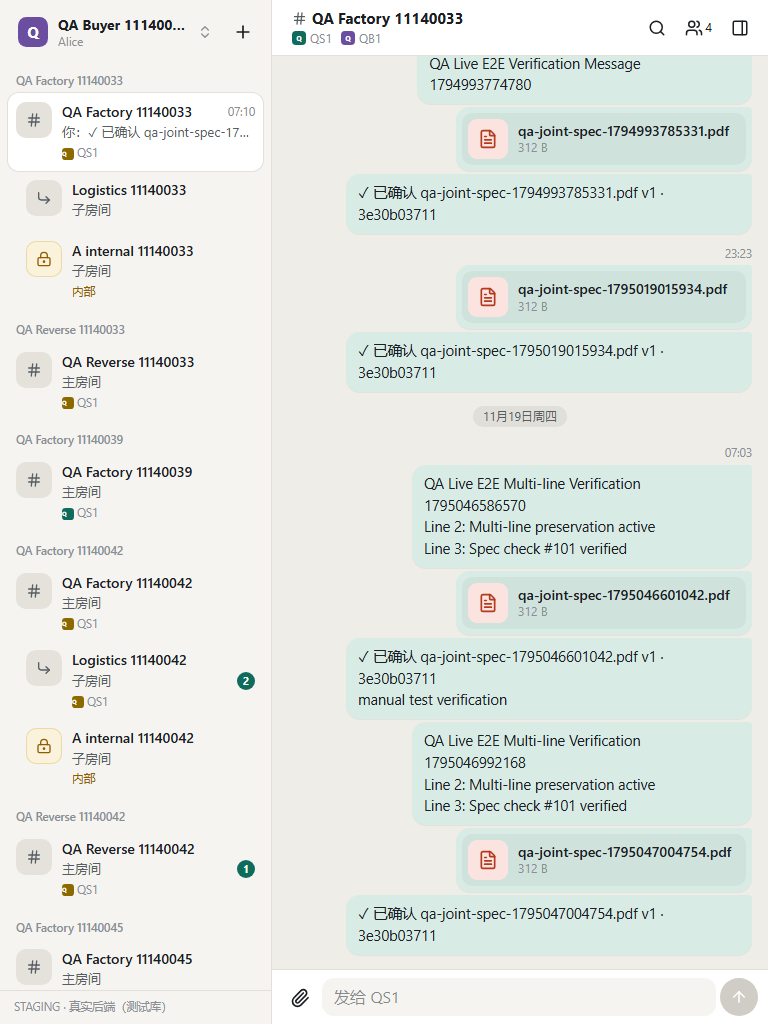 Q
QA Buyer 111400...
Alice
QA Factory 11140033
QA Factory 11140033
07:10
你: ✓ 已确认 qa-joint-spec-17...
QS1
Logistics 11140033
子房间
A internal 11140033
子房间
内部
QA Reverse 11140033
QA Reverse 11140033
主房间
QS1
QA Factory 11140039
QA Factory 11140039
主房间
QS1
QA Factory 11140042
QA Factory 11140042
主房间
QS1
Logistics 11140042
子房间
2
QS1
A internal 11140042
子房间
内部
QA Reverse 11140042
QA Reverse 11140042
主房间
1
QS1
QA Factory 11140045
QA Factory 11140045
主房间
STAGING · 真实后端（测试库）
# QA Factory 11140033
Q QS1 Q QB1
4
QA Live E2E Verification Message
1794993774780
qa-joint-spec-1794993785331.pdf
312 B
✓ 已确认 qa-joint-spec-1794993785331.pdf v1 ·
3e30b03711
23:23
qa-joint-spec-1795019015934.pdf
312 B
✓ 已确认 qa-joint-spec-1795019015934.pdf v1 ·
3e30b03711
11月19日周四
07:03
QA Live E2E Multi-line Verification
1795046586570
Line 2: Multi-line preservation active
Line 3: Spec check #101 verified
qa-joint-spec-1795046601042.pdf
312 B
✓ 已确认 qa-joint-spec-1795046601042.pdf v1 ·
3e30b03711
manual test verification
QA Live E2E Multi-line Verification
1795046992168
Line 2: Multi-line preservation active
Line 3: Spec check #101 verified
qa-joint-spec-1795047004754.pdf
312 B
✓ 已确认 qa-joint-spec-1795047004754.pdf v1 ·
3e30b03711
发给 QS1